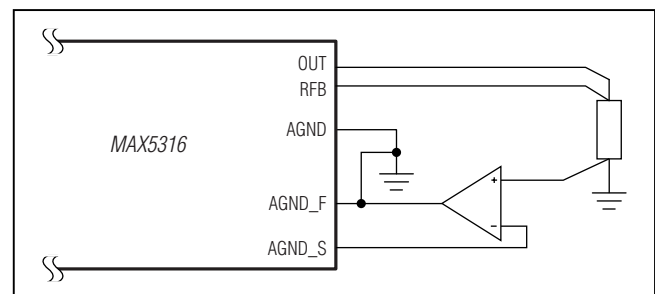 OUT
RFB
AGND
MAX5316
AGND_F
AGND_S
+
−